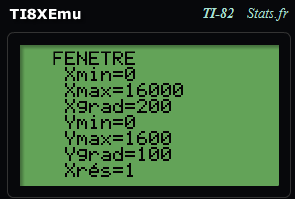 TI8XEmu TI-82 Stats.fr
FENETRE
Xmin=0
Xmax=16000
Xgrad=200
Ymin=0
Ymax=1600
Ygrad=100
Xrés=1